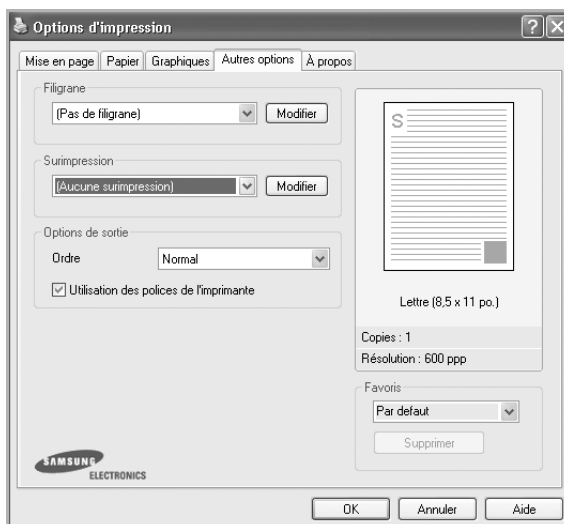 Options d'impression
Mise en page Papier Graphiques Autres options À propos
Filigrane
(Pas de filigrane) Modifier
Surimpression
(Aucune surimpression) Modifier
Options de sortie
Ordre Normal
Utilisation des polices de l'imprimante
S
Lettre (8,5 x 11 po.)
Copies : 1
Résolution : 600 ppp
Favoris
Par defaut
Supprimer
SAMSUNG
ELECTRONICS
OK Annuler Aide